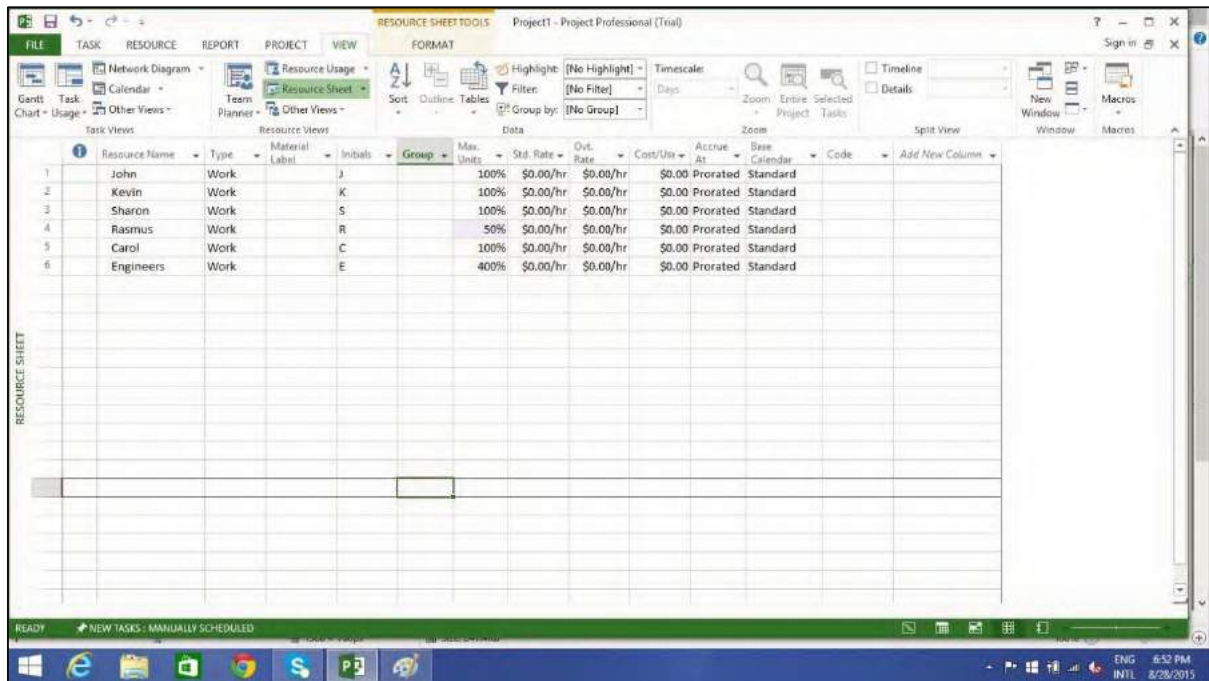 RESOURCE SHEET TOOLS Project1 - Project Professional (Trial)
FILE TASK RESOURCE REPORT PROJECT VIEW FORMAT Sign in
Network Diagram Resource Usage Highlight: [No Highlight] Timescale: Timeline
Calendar Resource Sheet Filter: [No Filter] Days Details
Gantt Chart Task Usage Other Views Team Planner Other Views Sort Outline Tables Group by: [No Group] Zoom Entire Project Selected Tasks New Window Macros
Task Views Resource Views Data Zoom Split View Window Macros
Resource Name Type Material Label Initials Group Max. Units Std. Rate Ovt. Rate Cost/Use Accrue At Base Calendar Code Add New Column
1 John Work J 100% $0.00/hr $0.00/hr $0.00 Prorated Standard
2 Kevin Work K 100% $0.00/hr $0.00/hr $0.00 Prorated Standard
3 Sharon Work S 100% $0.00/hr $0.00/hr $0.00 Prorated Standard
4 Rasmus Work R 50% $0.00/hr $0.00/hr $0.00 Prorated Standard
5 Carol Work C 100% $0.00/hr $0.00/hr $0.00 Prorated Standard
6 Engineers Work E 400% $0.00/hr $0.00/hr $0.00 Prorated Standard
RESOURCE SHEET
READY NEW TASKS : MANUALLY SCHEDULED
ENG 6:52 PM
INTL 8/28/2015